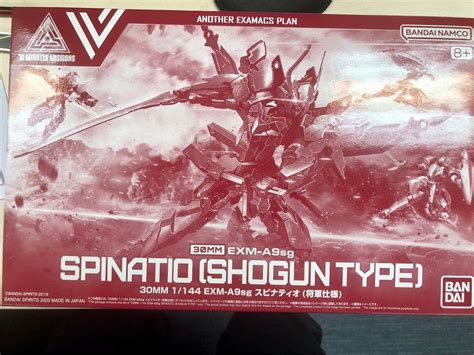 ANOTHER EXAMACS PLAN
30 MINUTES MISSIONS
BANDAI NAMCO
8+
30MM EXM-A9sg
SPINATIO [SHOGUN TYPE]
30MM 1/144 EXM-A9sg スピナティオ (将軍仕様)
©BANDAI SPIRITS 2019
BANDAI SPIRITS MADE IN JAPAN
BAN
DAI